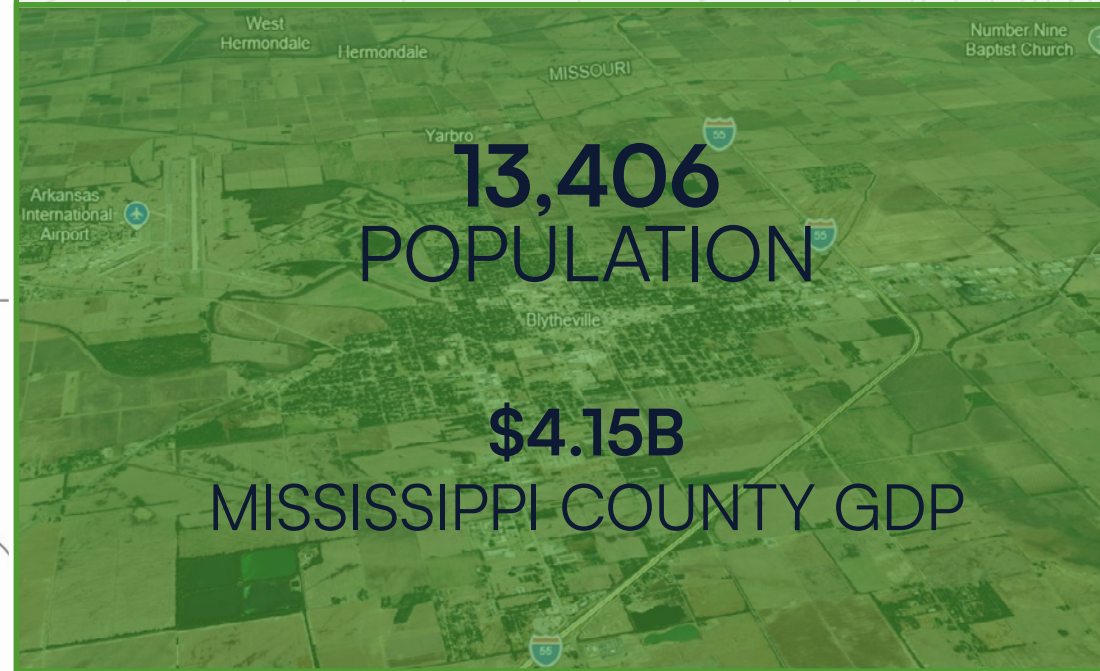 West
Hermondale
Hermondale
Number Nine
Baptist Church
MISSOURI
Yarbro
55
13,406
Arkansas
International
Airport
POPULATION
55
Blytheville
$4.15B
MISSISSIPPI COUNTY GDP
55